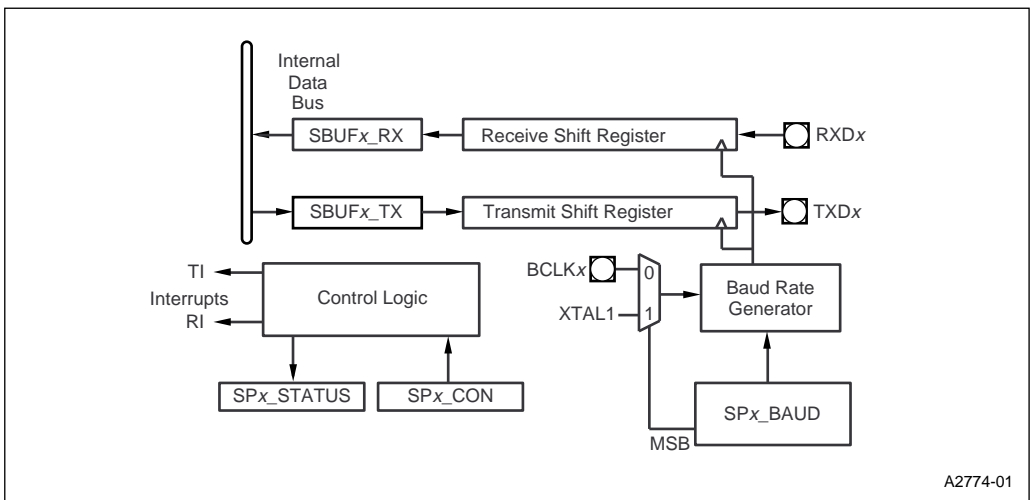 Internal
Data
Bus
SBUFx_RX
Receive Shift Register
RXDx
SBUFx_TX
Transmit Shift Register
TXDx
TI
Interrupts
RI
Control Logic
BCLKx
0
XTAL1
1
Baud Rate
Generator
SPx_STATUS
SPx_CON
SPx_BAUD
MSB
A2774-01